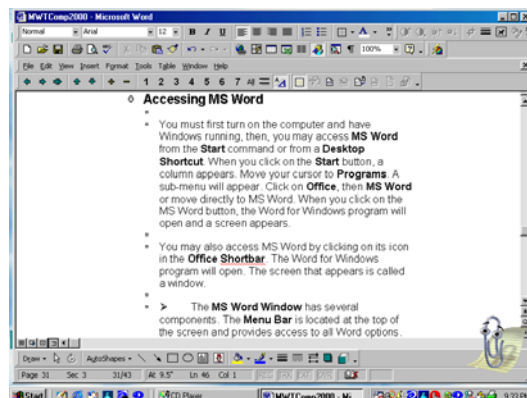 MWTComp2000 - Microsoft Word
Normal Arial 12 B I U
100%
File Edit View Insert Format Tools Table Window Help
1 2 3 4 5 6 7 All
Accessing MS Word
You must first turn on the computer and have
Windows running, then, you may access MS Word
from the Start command or from a Desktop
Shortcut. When you click on the Start button, a
column appears. Move your cursor to Programs. A
sub-menu will appear. Click on Office, then MS Word
or move directly to MS Word. When you click on the
MS Word button, the Word for Windows program will
open and a screen appears.
You may also access MS Word by clicking on its icon
in the Office Shortbar. The Word for Windows
program will open. The screen that appears is called
a window.
➢ The MS Word Window has several
components. The Menu Bar is located at the top of
the screen and provides access to all Word options.
Draw AutoShapes
Page 31 Sec 3 31/43 At 9.5" Ln 46 Col 1 REC TRK EXT OVR
Start CD Player MWTComp2000 - Mi... 9:33 PM